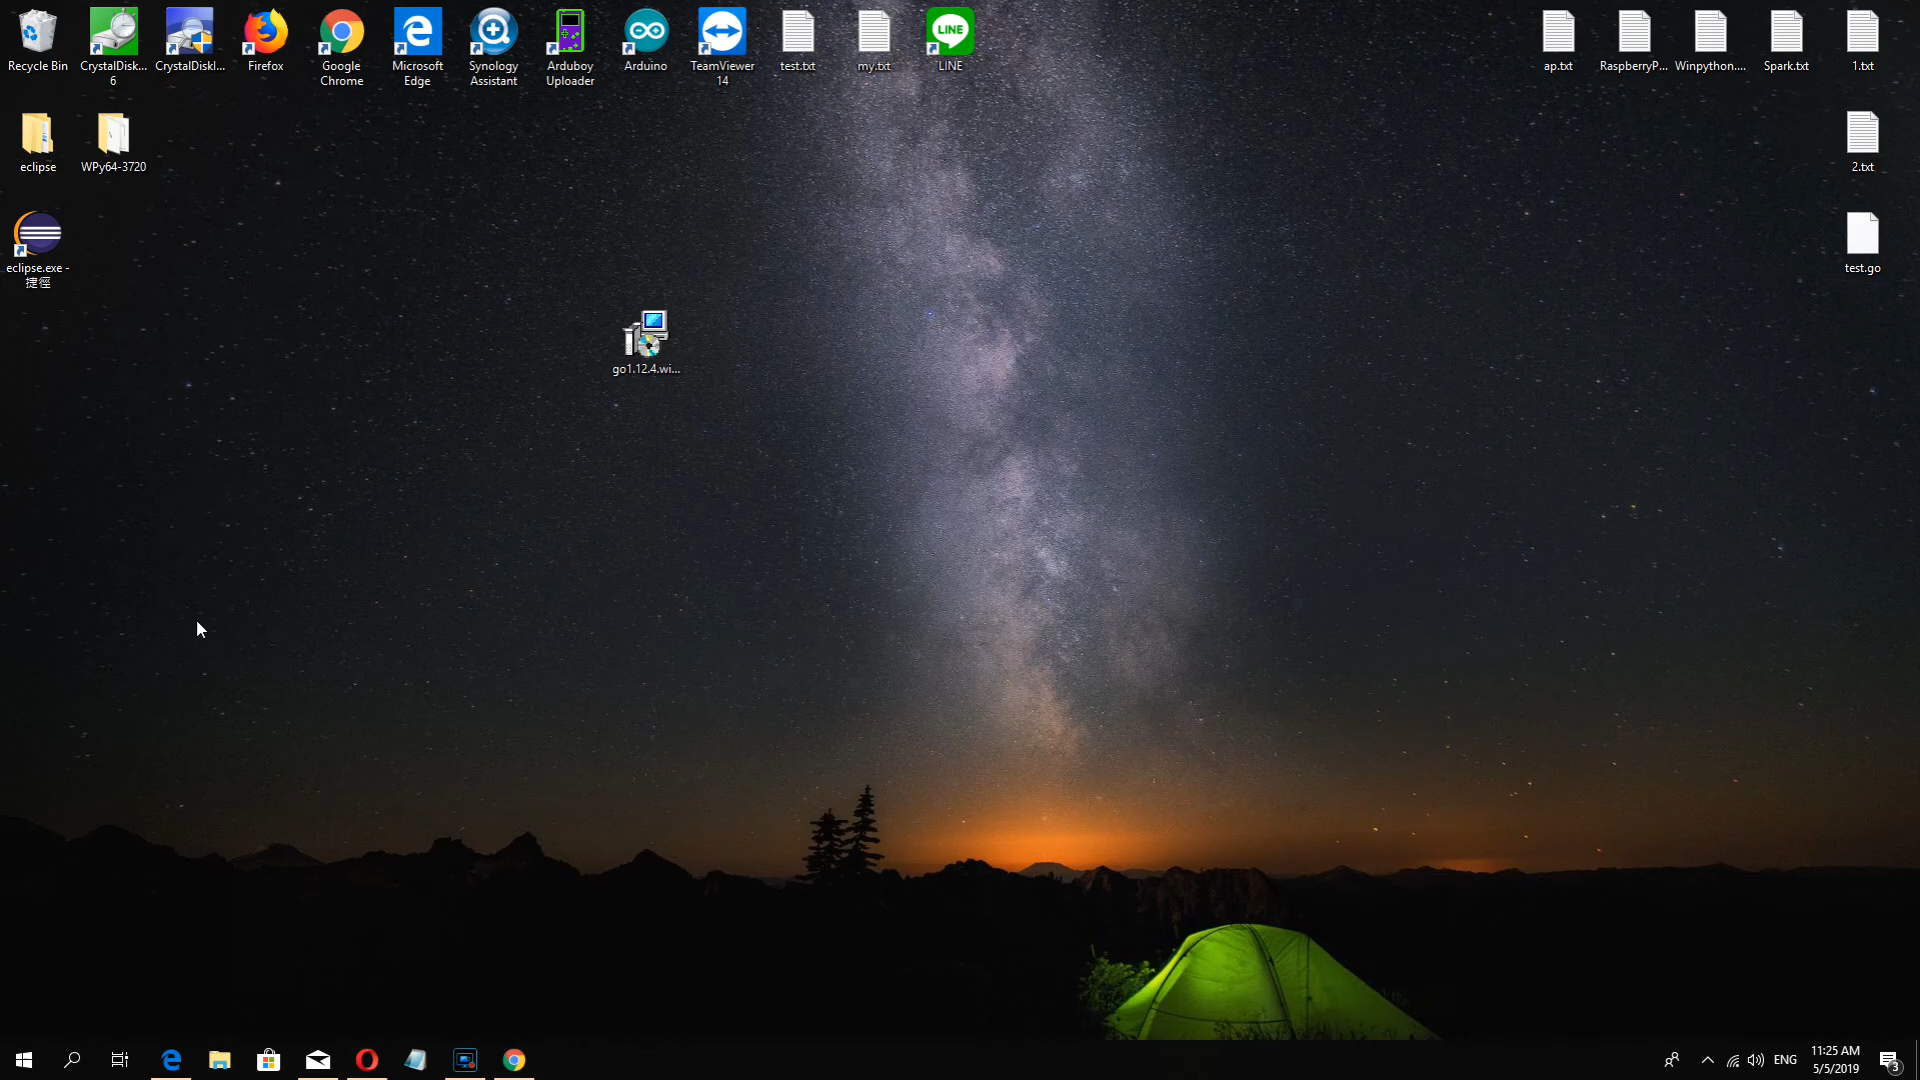 Recycle Bin
CrystalDisk...
6
CrystalDiskI...
Firefox
Google
Chrome
Microsoft
Edge
Synology
Assistant
Arduboy
Uploader
Arduino
TeamViewer
14
test.txt
my.txt
LINE
LINE
ap.txt
RaspberryP...
Winpython....
Spark.txt
1.txt
eclipse
WPy64-3720
2.txt
eclipse.exe -
捷徑
test.go
go1.12.4.wi...
ENG
11:25 AM
5/5/2019
3